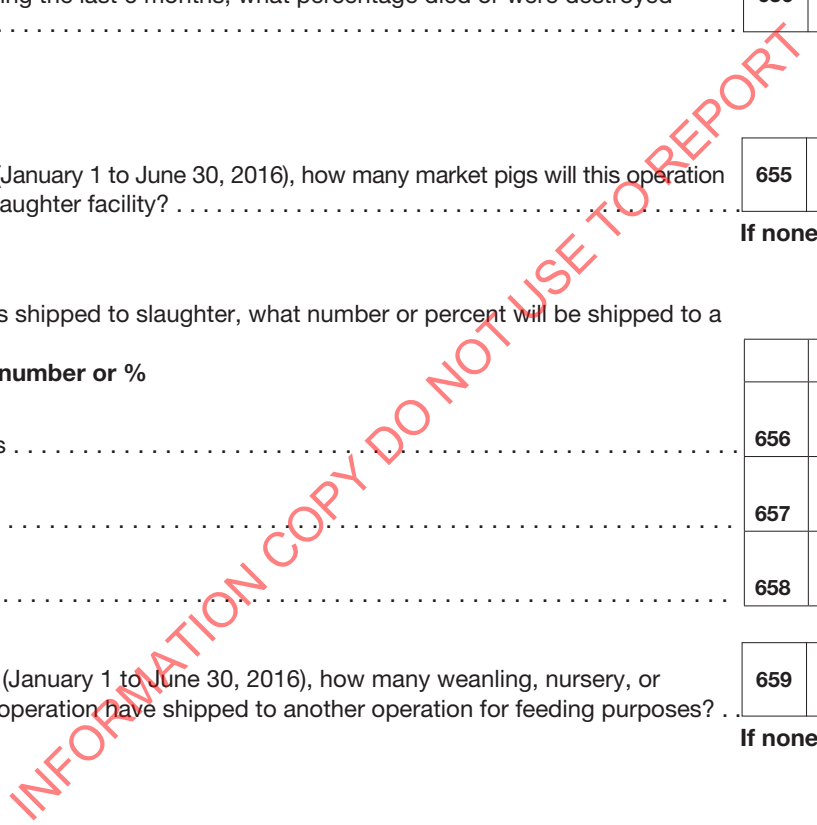 ing the last 6 months, what percentage died or were destroyed
. . . . . . . . . . . . . . . . . . . . . . . . . . . . . . . . . . . . . . . . . . . . . . . . . . . . . . .
(January 1 to June 30, 2016), how many market pigs will this operation 655
aughter facility? . . . . . . . . . . . . . . . . . . . . . . . . . . . . . . . . . . . . . . . . . . .
If none
s shipped to slaughter, what number or percent will be shipped to a
number or %
s . . . . . . . . . . . . . . . . . . . . . . . . . . . . . . . . . . . . . . . . . . . . . . . . . . . . . . 656
. . . . . . . . . . . . . . . . . . . . . . . . . . . . . . . . . . . . . . . . . . . . . . . . . . . . . . 657
. . . . . . . . . . . . . . . . . . . . . . . . . . . . . . . . . . . . . . . . . . . . . . . . . . . . . . 658
(January 1 to June 30, 2016), how many weanling, nursery, or 659
operation have shipped to another operation for feeding purposes? . .
If none
INFORMATION COPY DO NOT USE TO REPORT